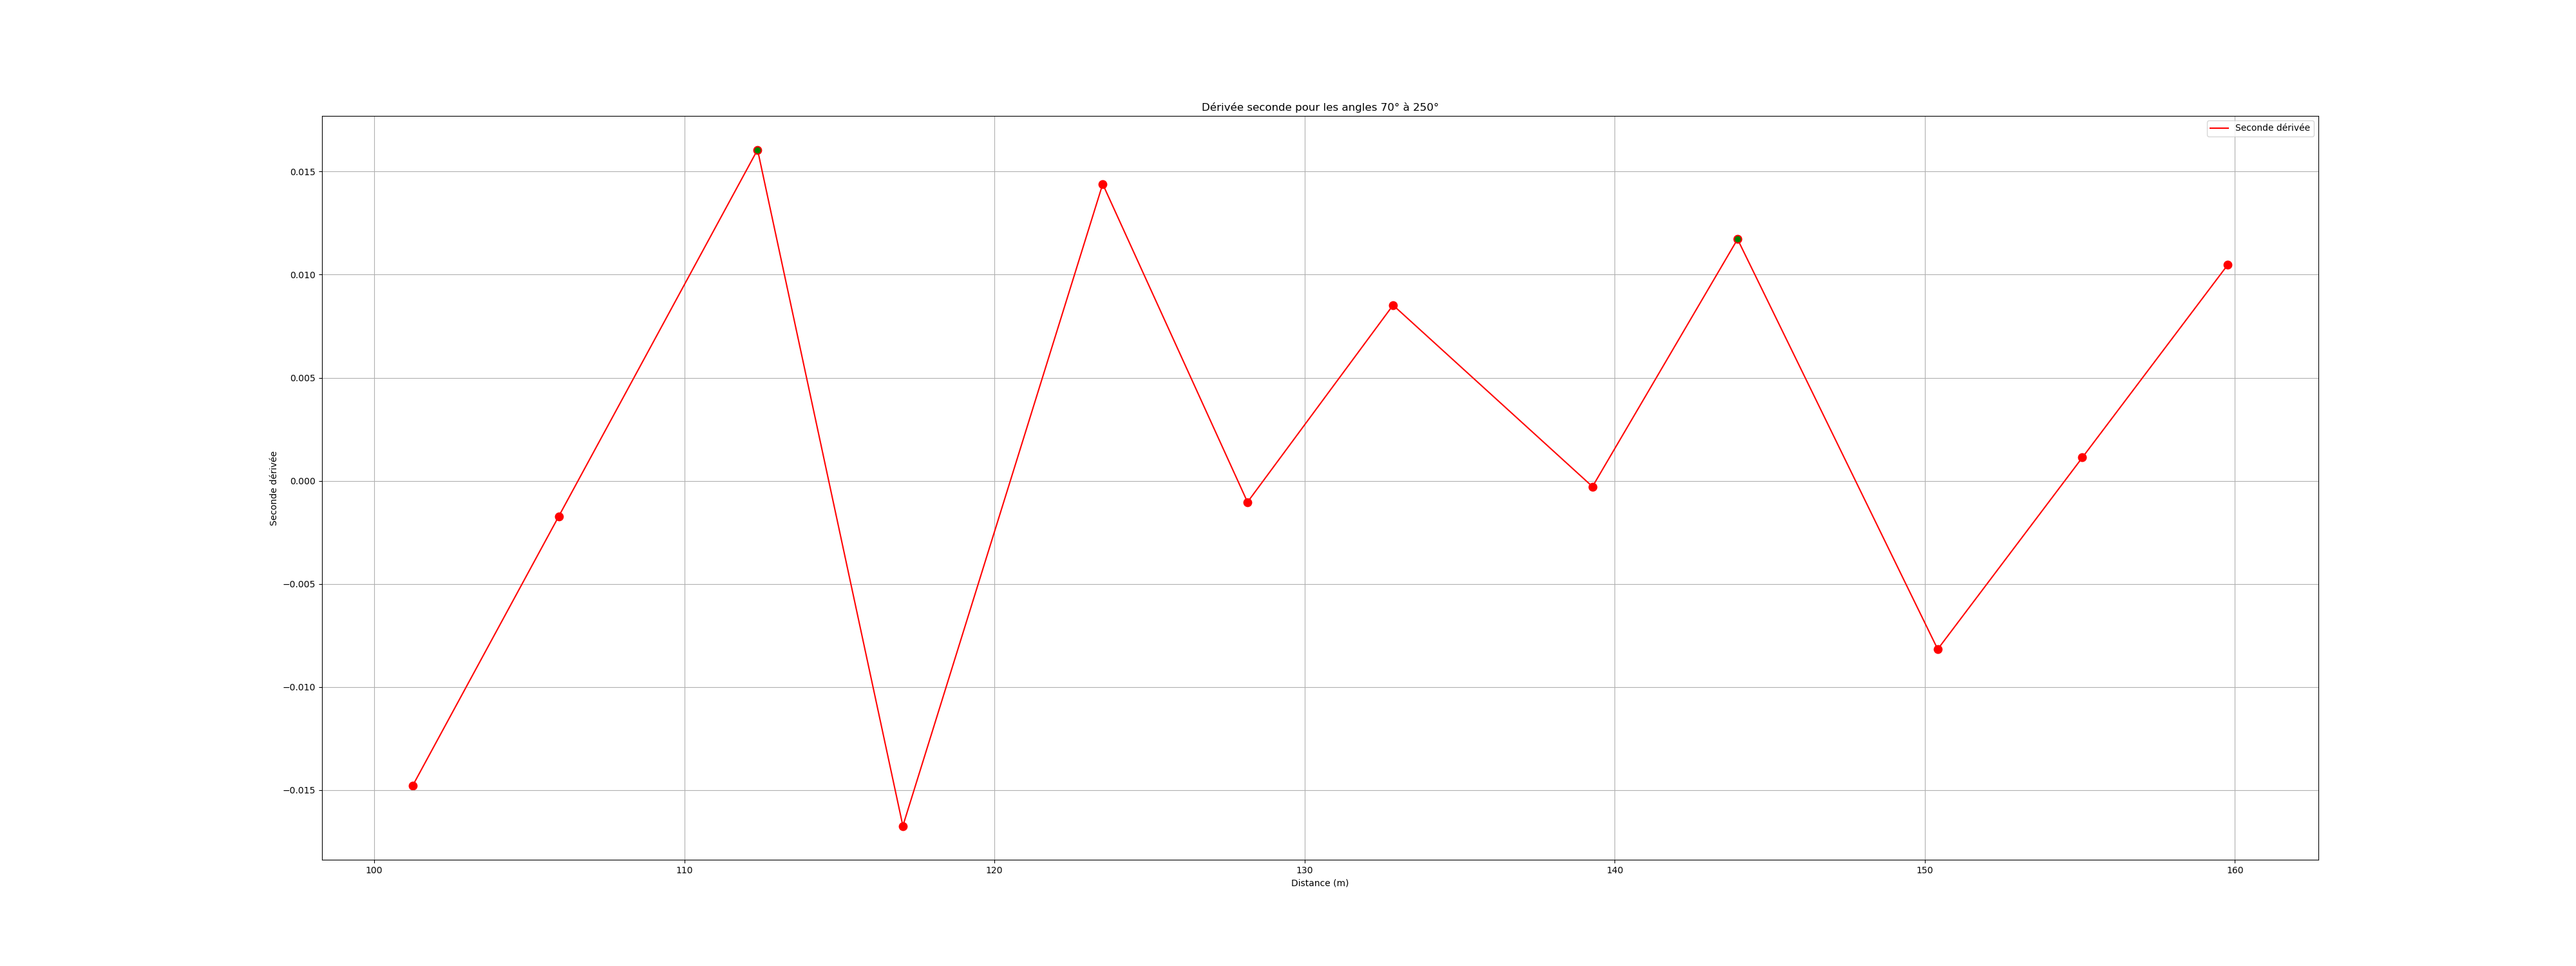 Dérivée seconde pour les angles 70° à 250°
Seconde dérivée
0.015
0.010
0.005
0.000
−0.005
−0.010
−0.015
Seconde dérivée
100 110 120 130 140 150 160
Distance (m)